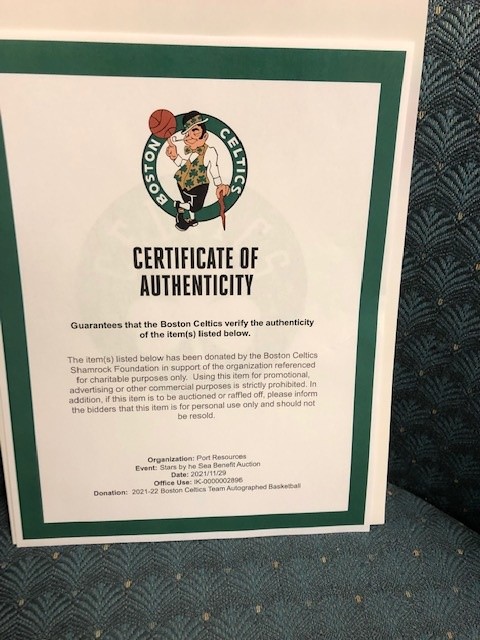 BOSTON CELTICS
CERTIFICATE OF
AUTHENTICITY
Guarantees that the Boston Celtics verify the authenticity
of the item(s) listed below.
The item(s) listed below has been donated by the Boston Celtics
Shamrock Foundation in support of the organization referenced
for charitable purposes only. Using this item for promotional,
advertising or other commercial purposes is strictly prohibited. In
addition, if this item is to be auctioned or raffled off, please inform
the bidders that this item is for personal use only and should not
be resold.
Organization: Port Resources
Event: Stars by he Sea Benefit Auction
Date: 2021/11/29
Office Use: IK-0000002896
Donation: 2021-22 Boston Celtics Team Autographed Basketball